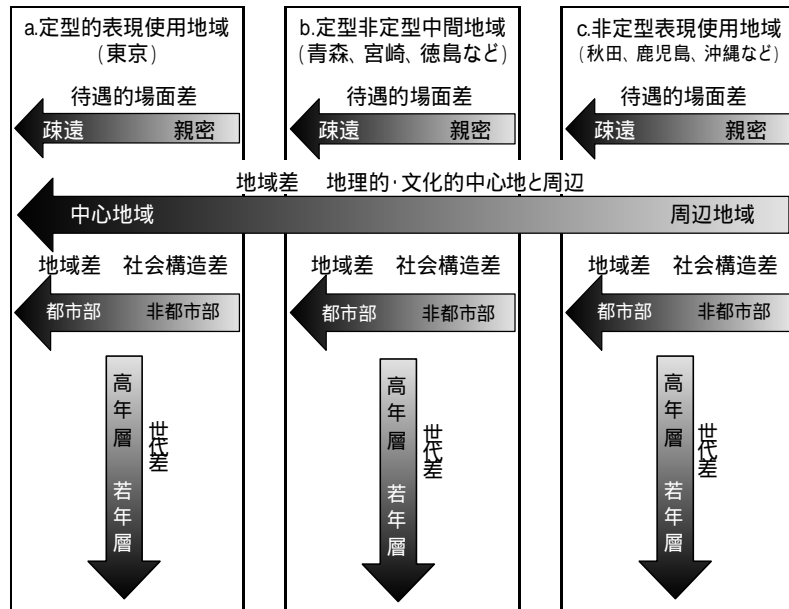 a.定型的表現使用地域
(東京)
待遇的場面差
疎遠 親密
b.定型非定型中間地域
(青森、宮崎、徳島など)
待遇的場面差
疎遠 親密
c.非定型表現使用地域
(秋田、鹿児島、沖縄など)
待遇的場面差
疎遠 親密
地域差 地理的・文化的中心地と周辺
中心地域 周辺地域
地域差 社会構造差
都市部 非都市部
高年層 若年層
世代差
地域差 社会構造差
都市部 非都市部
高年層 若年層
世代差
地域差 社会構造差
都市部 非都市部
高年層 若年層
世代差